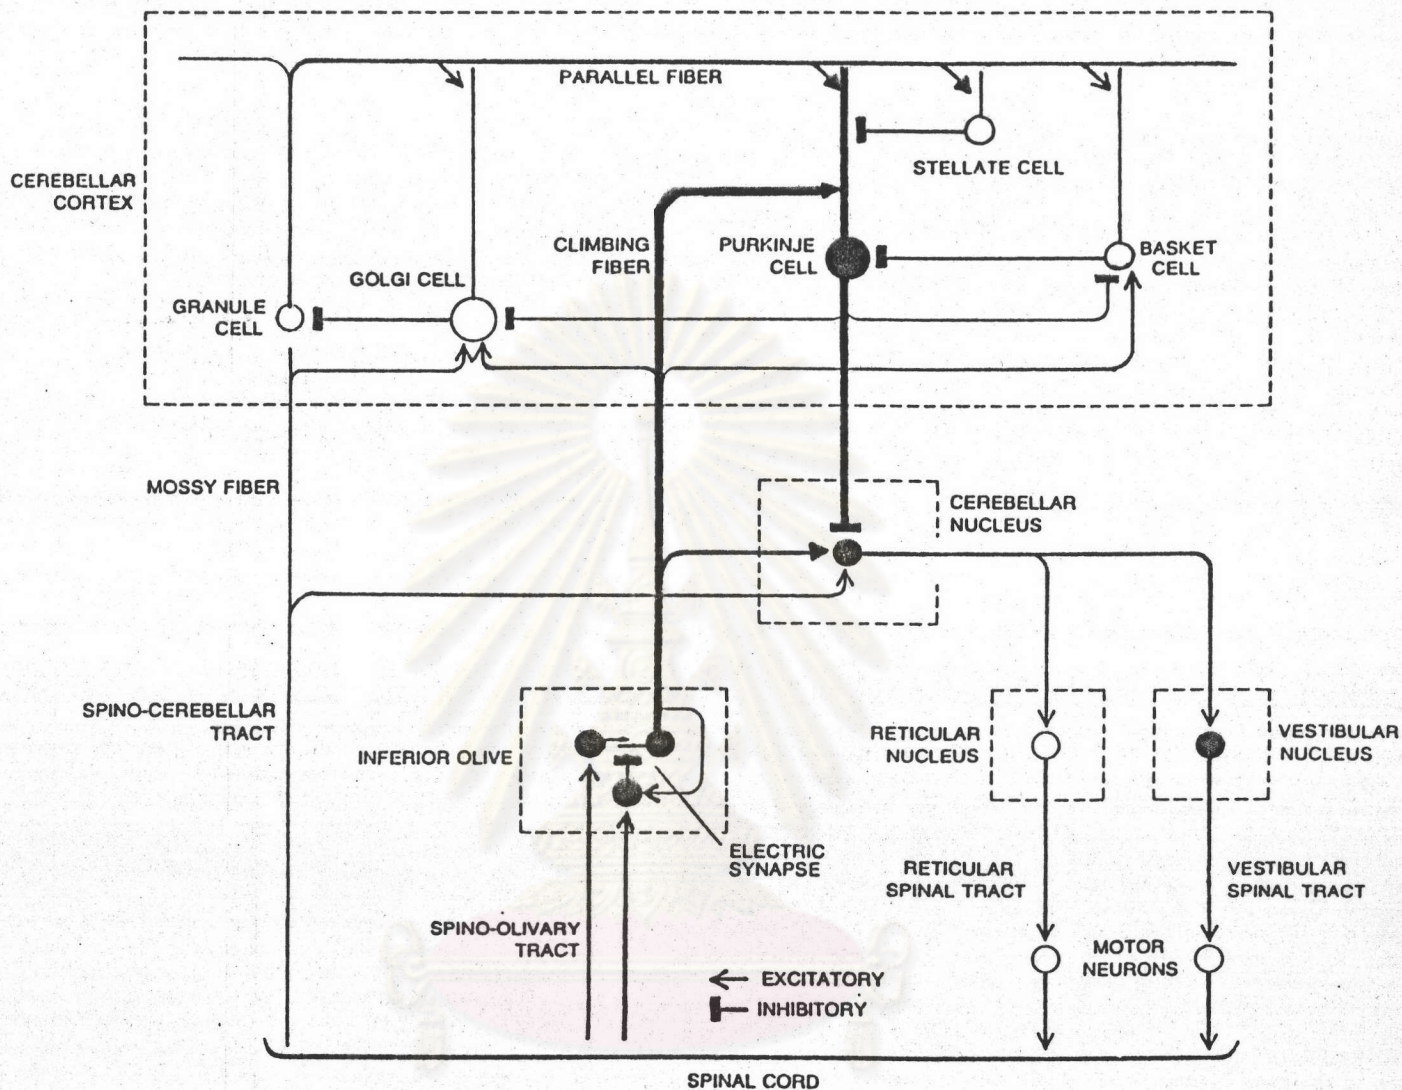 PARALLEL FIBER
STELLATE CELL
CEREBELLAR
CORTEX
CLIMBING
FIBER
PURKINJE
CELL
BASKET
CELL
GOLGI CELL
GRANULE
CELL
MOSSY FIBER
CEREBELLAR
NUCLEUS
SPINO-CEREBELLAR
TRACT
INFERIOR OLIVE
RETICULAR
NUCLEUS
VESTIBULAR
NUCLEUS
ELECTRIC
SYNAPSE
RETICULAR
SPINAL TRACT
VESTIBULAR
SPINAL TRACT
SPINO-OLIVARY
TRACT
MOTOR
NEURONS
EXCITATORY
INHIBITORY
SPINAL CORD